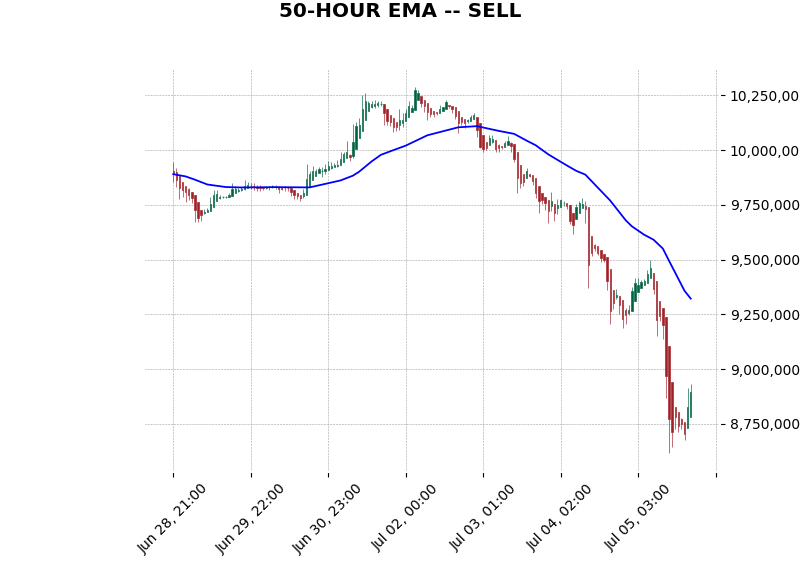 50-HOUR EMA -- SELL
10,250,00
10,000,00
9,750,000
9,500,000
9,250,000
9,000,000
8,750,000
Jun 28, 21:00
Jun 29, 22:00
Jun 30, 23:00
Jul 02, 00:00
Jul 03, 01:00
Jul 04, 02:00
Jul 05, 03:00